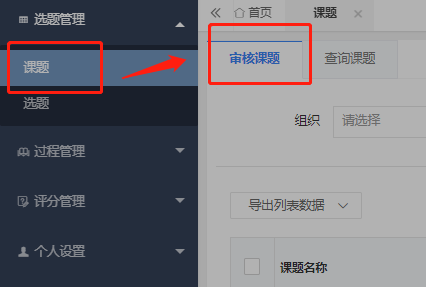 选题管理
课题
选题
过程管理
评分管理
个人设置
首页 课题
审核课题 查询课题
组织 请选择
导出列表数据
课题名称